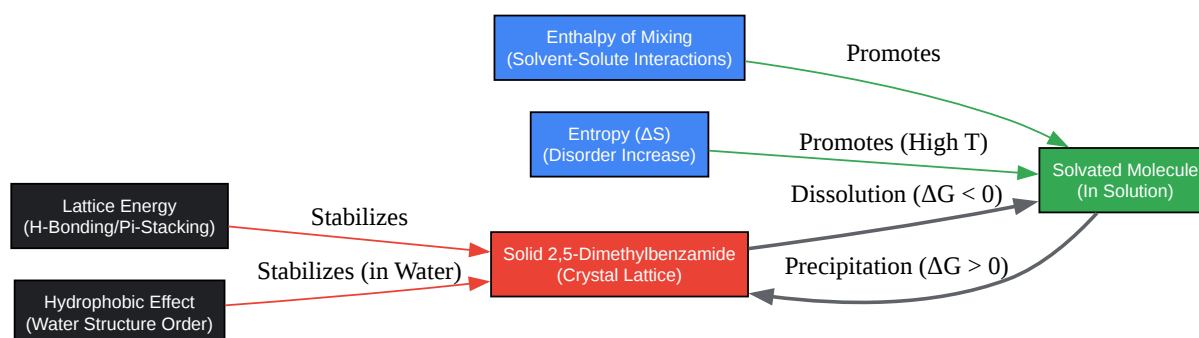 Enthalpy of Mixing
(Solvent-Solute Interactions)
Promotes
Entropy (ΔS)
(Disorder Increase)
Promotes (High T)
Solvated Molecule
(In Solution)
Dissolution (ΔG < 0)
Lattice Energy
(H-Bonding/Pi-Stacking)
Stabilizes
Solid 2,5-Dimethylbenzamide
(Crystal Lattice)
Stabilizes (in Water)
Precipitation (ΔG > 0)
Hydrophobic Effect
(Water Structure Order)